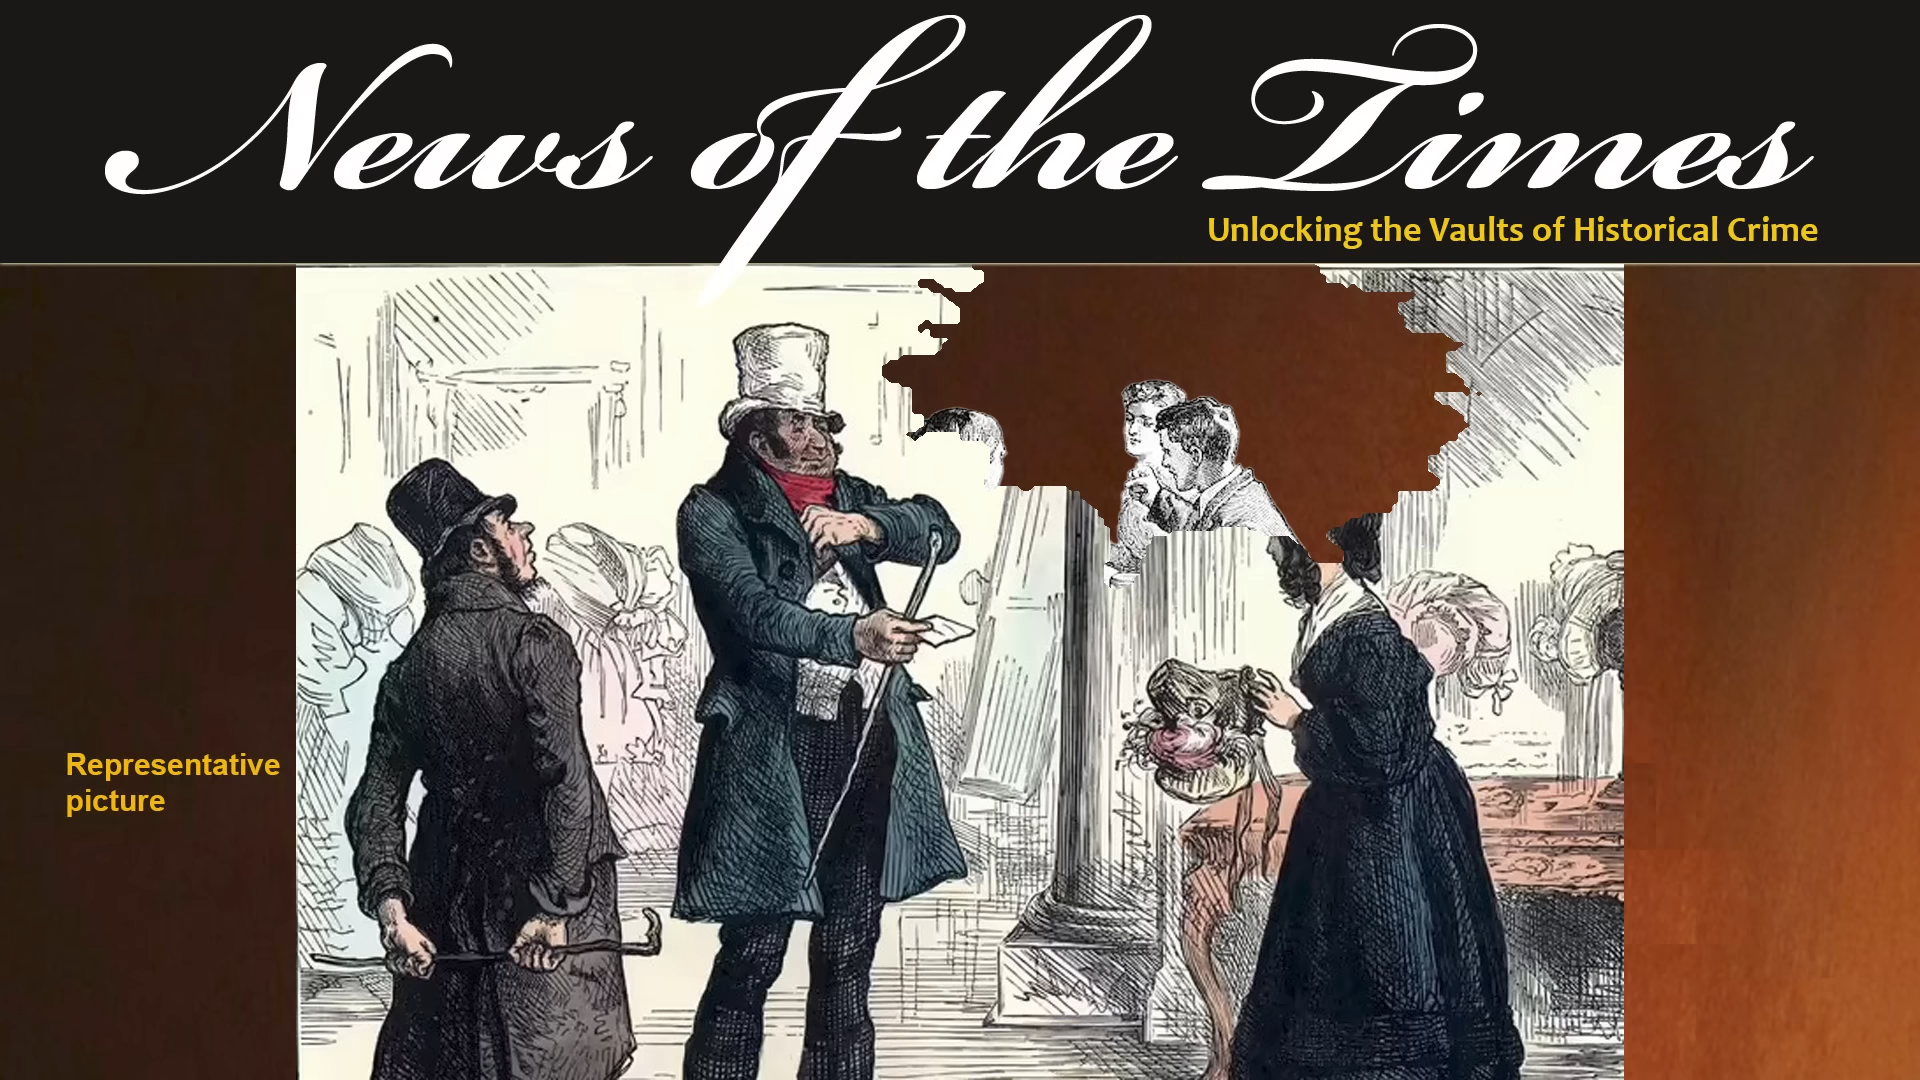 News of the Times
Unlocking the Vaults of Historical Crime
Representative
picture